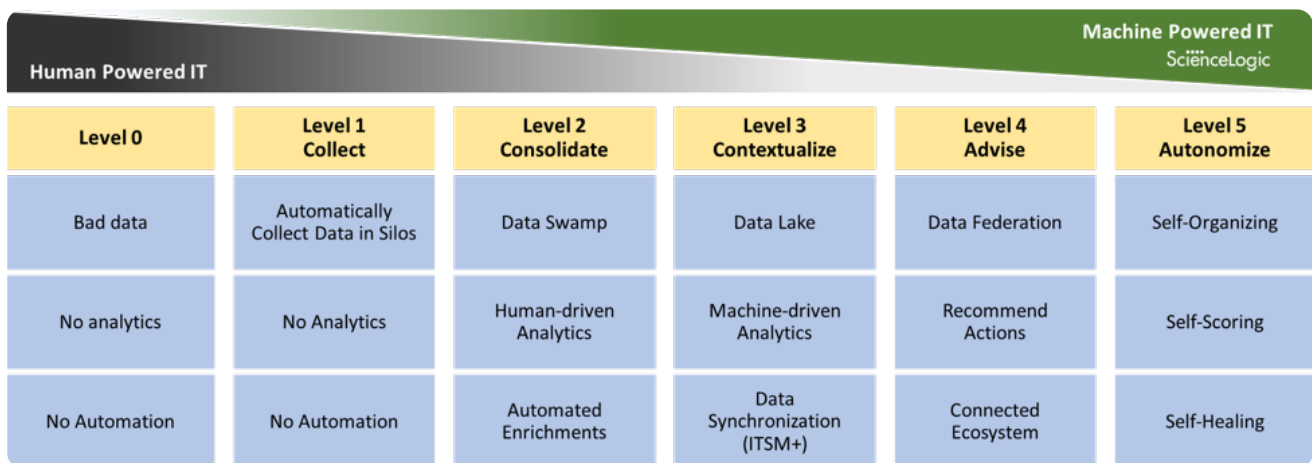 Machine Powered IT
ScienceLogic
Human Powered IT
Level 0
Level 1
Collect
Level 2
Consolidate
Level 3
Contextualize
Level 4
Advise
Level 5
Autonomize
Bad data
Automatically
Collect Data in Silos
Data Swamp
Data Lake
Data Federation
Self-Organizing
No analytics
No Analytics
Human-driven
Analytics
Machine-driven
Analytics
Recommend
Actions
Self-Scoring
No Automation
No Automation
Automated
Enrichments
Data
Synchronization
(ITSM+)
Connected
Ecosystem
Self-Healing